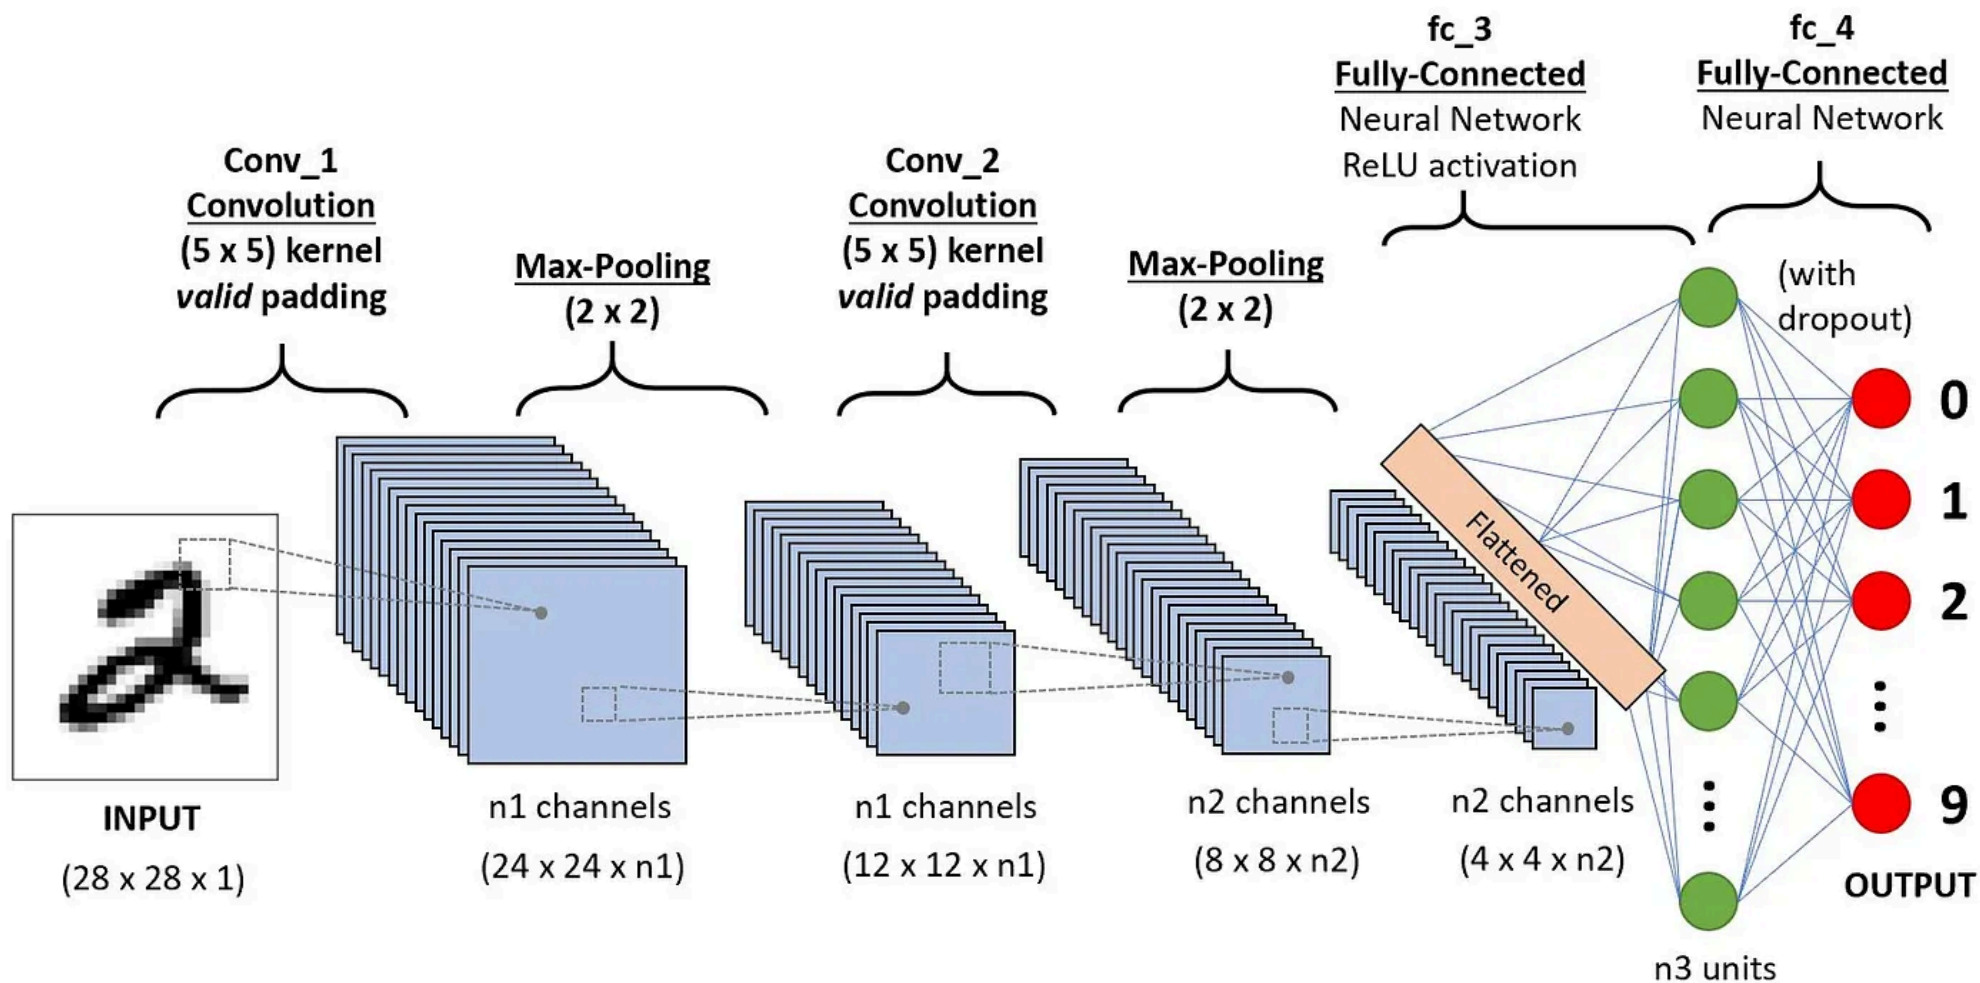 Conv_1
Convolution
(5 x 5) kernel
valid padding
Max-Pooling
(2 x 2)
Conv_2
Convolution
(5 x 5) kernel
valid padding
Max-Pooling
(2 x 2)
fc_3
Fully-Connected
Neural Network
ReLU activation
fc_4
Fully-Connected
Neural Network
(with
dropout)
Flattened
0
1
2
9
2
INPUT
(28 x 28 x 1)
n1 channels
(24 x 24 x n1)
n1 channels
(12 x 12 x n1)
n2 channels
(8 x 8 x n2)
n2 channels
(4 x 4 x n2)
n3 units
OUTPUT